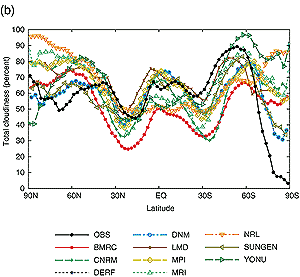 (b)
Total cloudiness (percent)
100
90
80
70
60
50
40
30
20
10
0
90N 60N 30N EQ 30S 60S 90S
Latitude
OBS DNM NRL
BMRC LMD SUNGEN
CNRM MPI YONU
DERF MRI